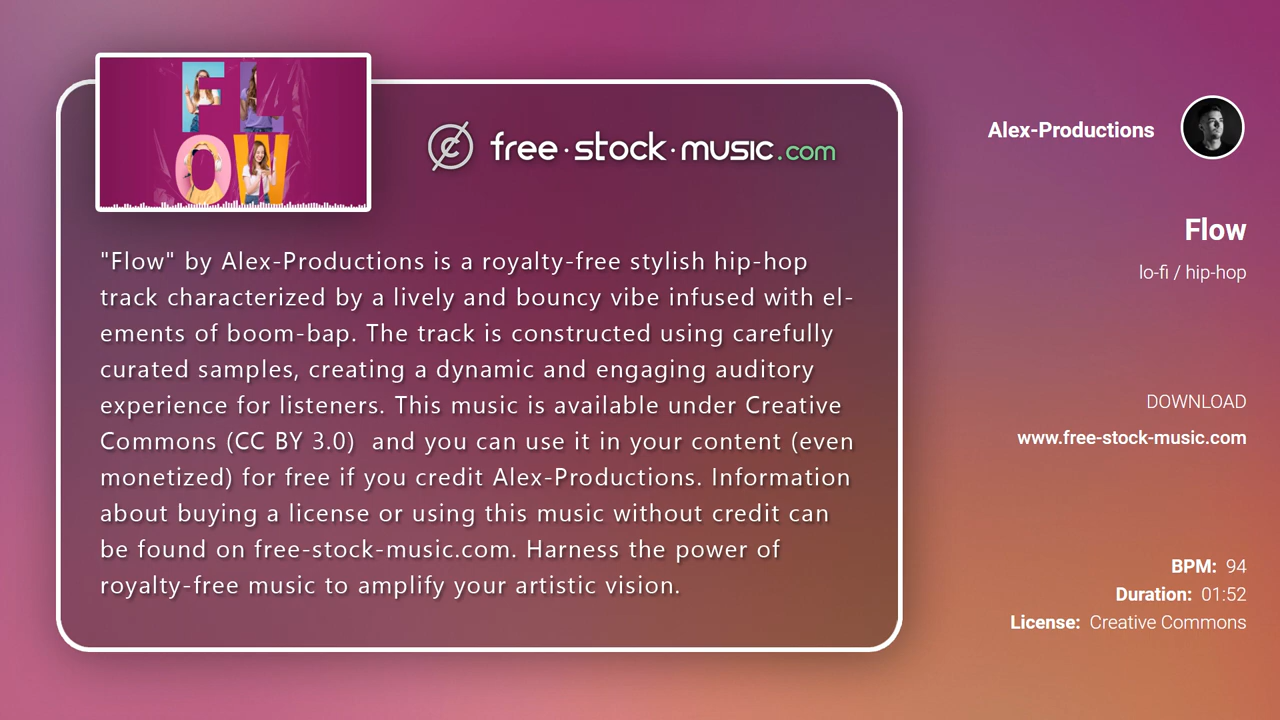 FL
OW
free·stock·music.com
"Flow" by Alex-Productions is a royalty-free stylish hip-hop
track characterized by a lively and bouncy vibe infused with el-
ements of boom-bap. The track is constructed using carefully
curated samples, creating a dynamic and engaging auditory
experience for listeners. This music is available under Creative
Commons (CC BY 3.0)  and you can use it in your content (even
monetized) for free if you credit Alex-Productions. Information
about buying a license or using this music without credit can
be found on free-stock-music.com. Harness the power of
royalty-free music to amplify your artistic vision.
Alex-Productions
Flow
lo-fi / hip-hop
DOWNLOAD
www.free-stock-music.com
BPM: 94
Duration: 01:52
License: Creative Commons